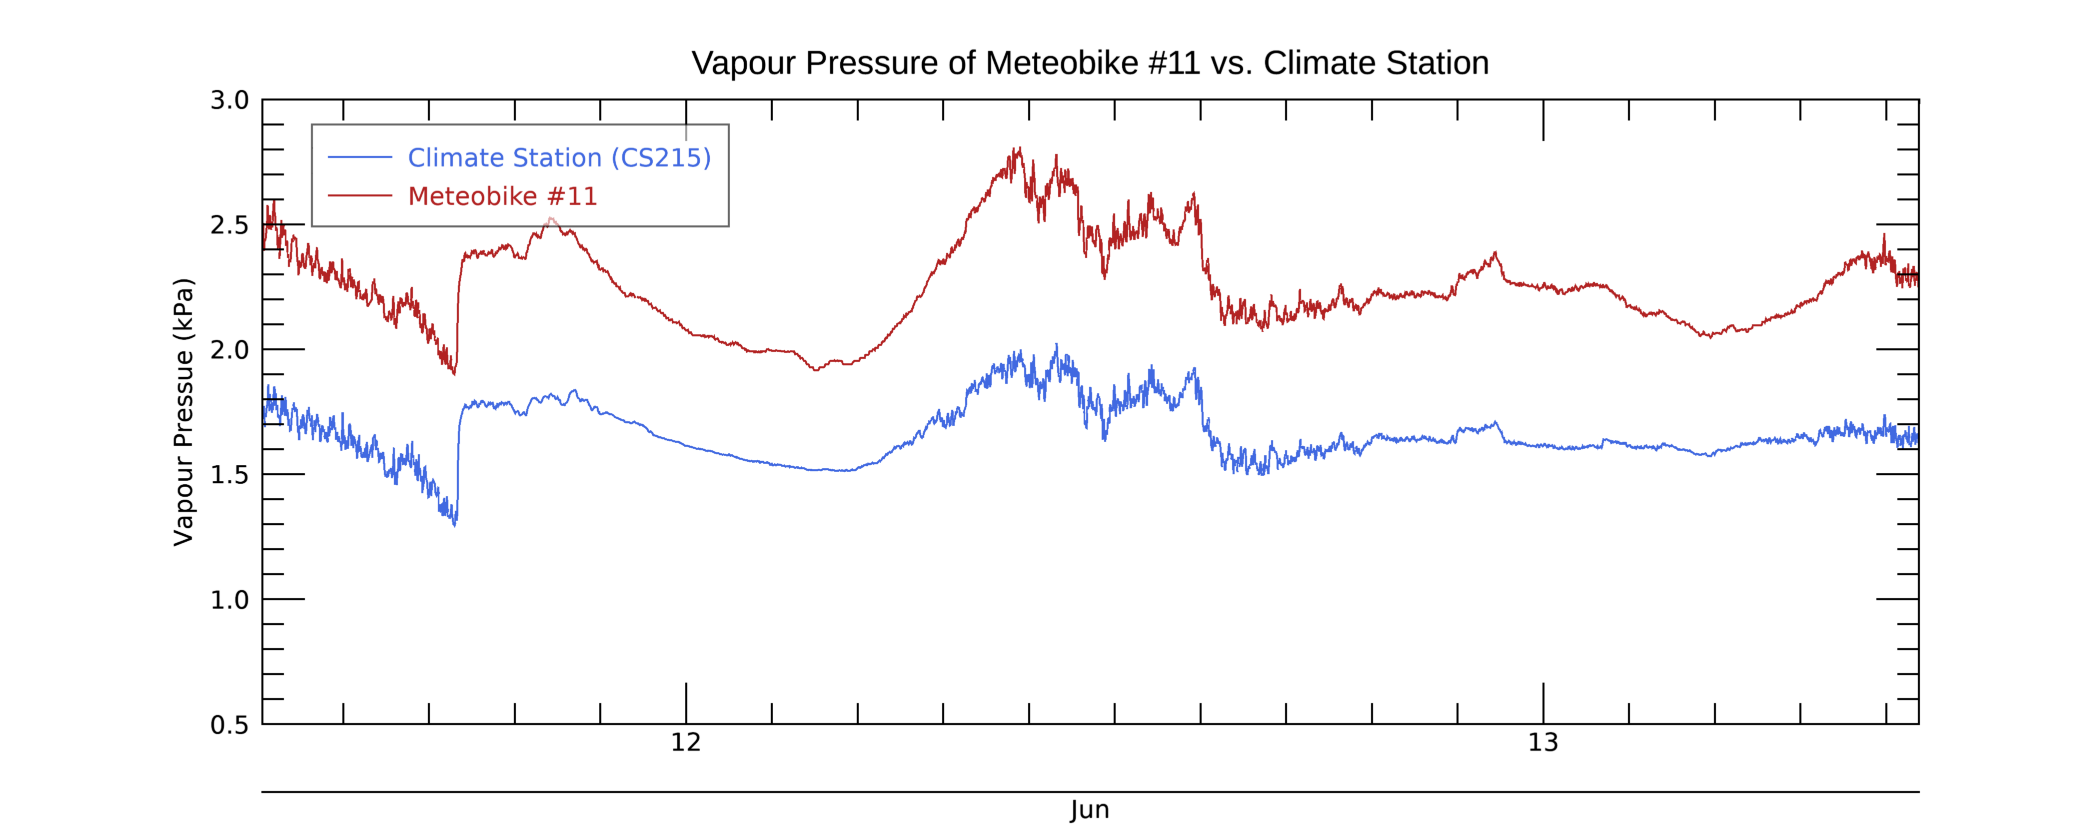 Vapour Pressure of Meteobike #11 vs. Climate Station
3.0
Climate Station (CS215)
Meteobike #11
2.5
2.0
1.5
1.0
0.5
Vapour Pressue (kPa)
12
13
Jun